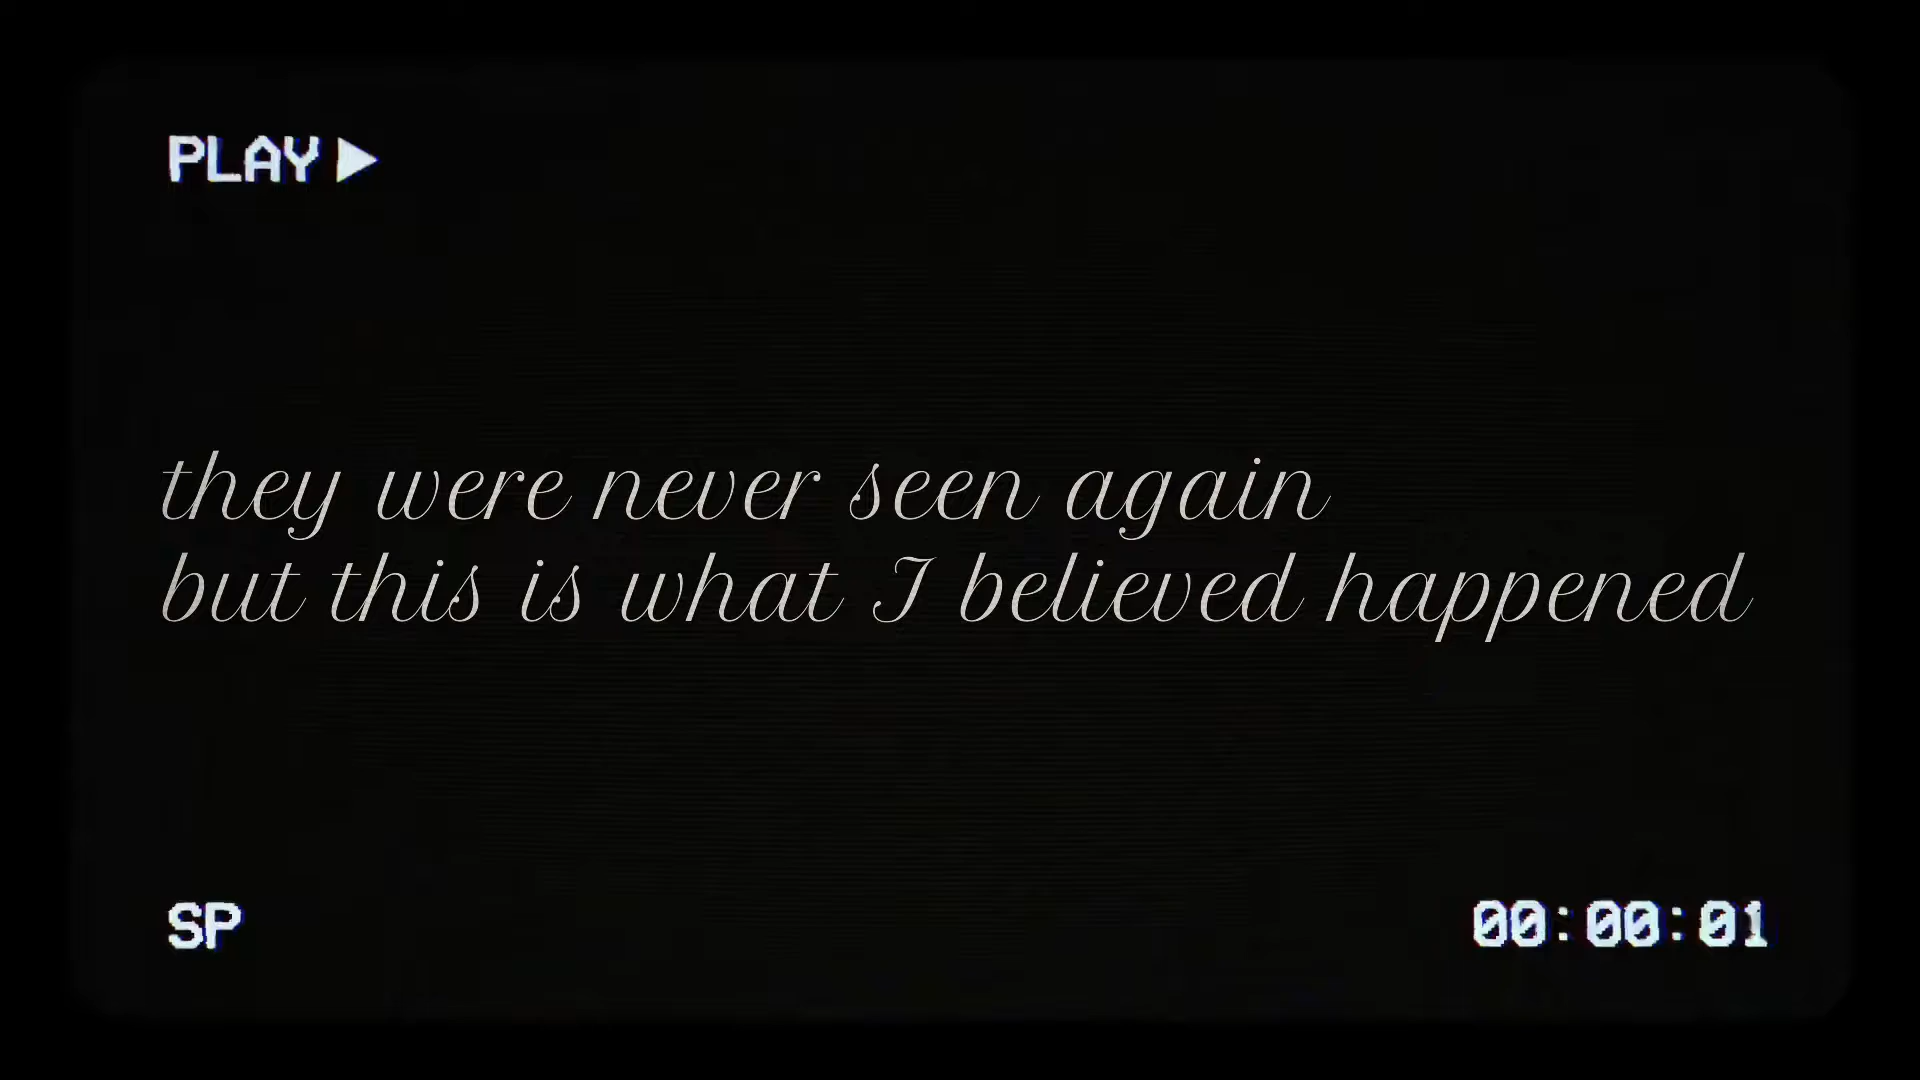 PLAY ▶
they were never seen again
but this is what I believed happened
SP
00:00:01